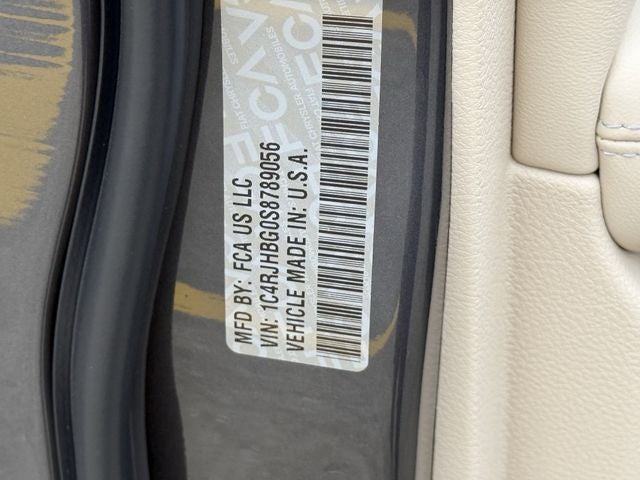 MFD BY: FCA US LLC
VIN: 1C4RJHBG0S8789056
VEHICLE MADE IN: U.S.A.